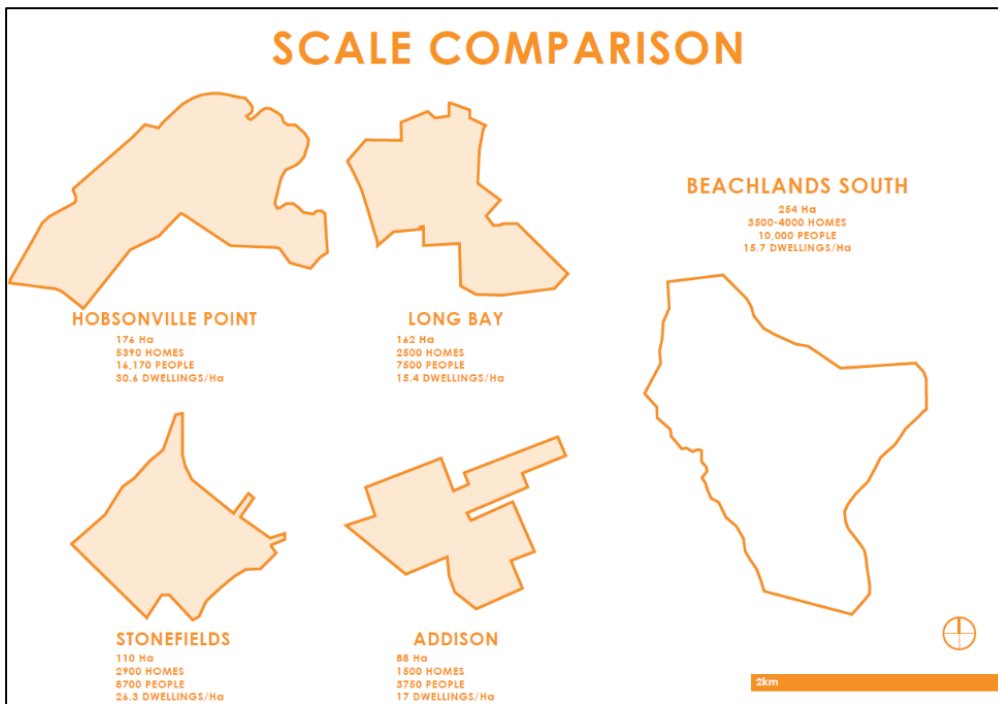 SCALE COMPARISON
HOBSONVILLE POINT
176 Ha
5390 HOMES
16,170 PEOPLE
30.6 DWELLINGS/Ha
LONG BAY
162 Ha
2500 HOMES
7500 PEOPLE
15.4 DWELLINGS/Ha
BEACHLANDS SOUTH
254 Ha
3500-4000 HOMES
10,000 PEOPLE
15.7 DWELLINGS/Ha
STONEFIELDS
110 Ha
2900 HOMES
8700 PEOPLE
26.3 DWELLINGS/Ha
ADDISON
88 Ha
1500 HOMES
3750 PEOPLE
17 DWELLINGS/Ha
2km